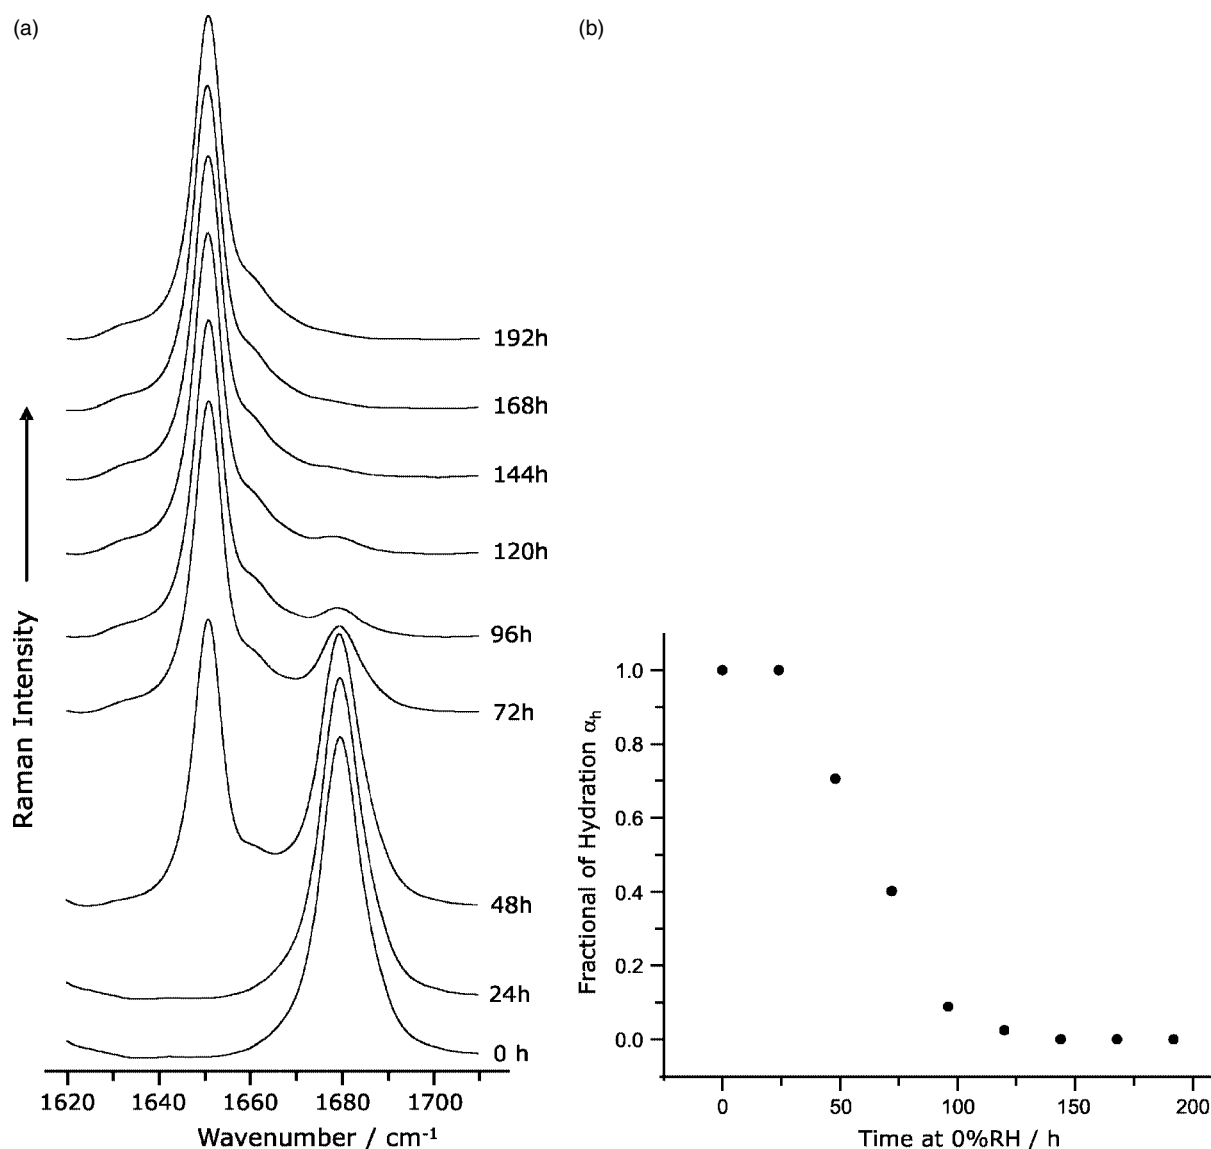 (a)
192h
168h
144h
120h
96h
72h
48h
24h
0 h
Raman Intensity
1620 1640 1660 1680 1700
Wavenumber / cm⁻¹
(b)
1.0
0.8
0.6
0.4
0.2
0.0
Fractional of Hydration αₕ
0 50 100 150 200
Time at 0%RH / h